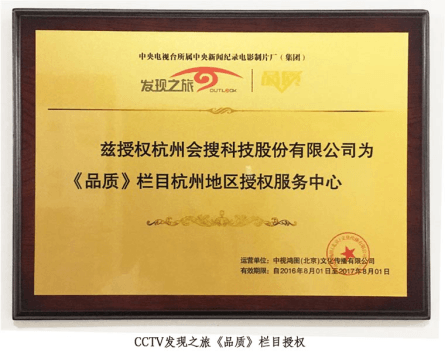 中央电视台所属中央新闻纪录电影制片厂（集团）
发现之旅
OUTLOOK
品质
兹授权杭州会搜科技股份有限公司为
《品质》栏目杭州地区授权服务中心
运营单位：中视鸿图(北京)文化传播有限公司
有效期限：自2016年8月01日至2017年8月01日
CCTV发现之旅《品质》栏目授权